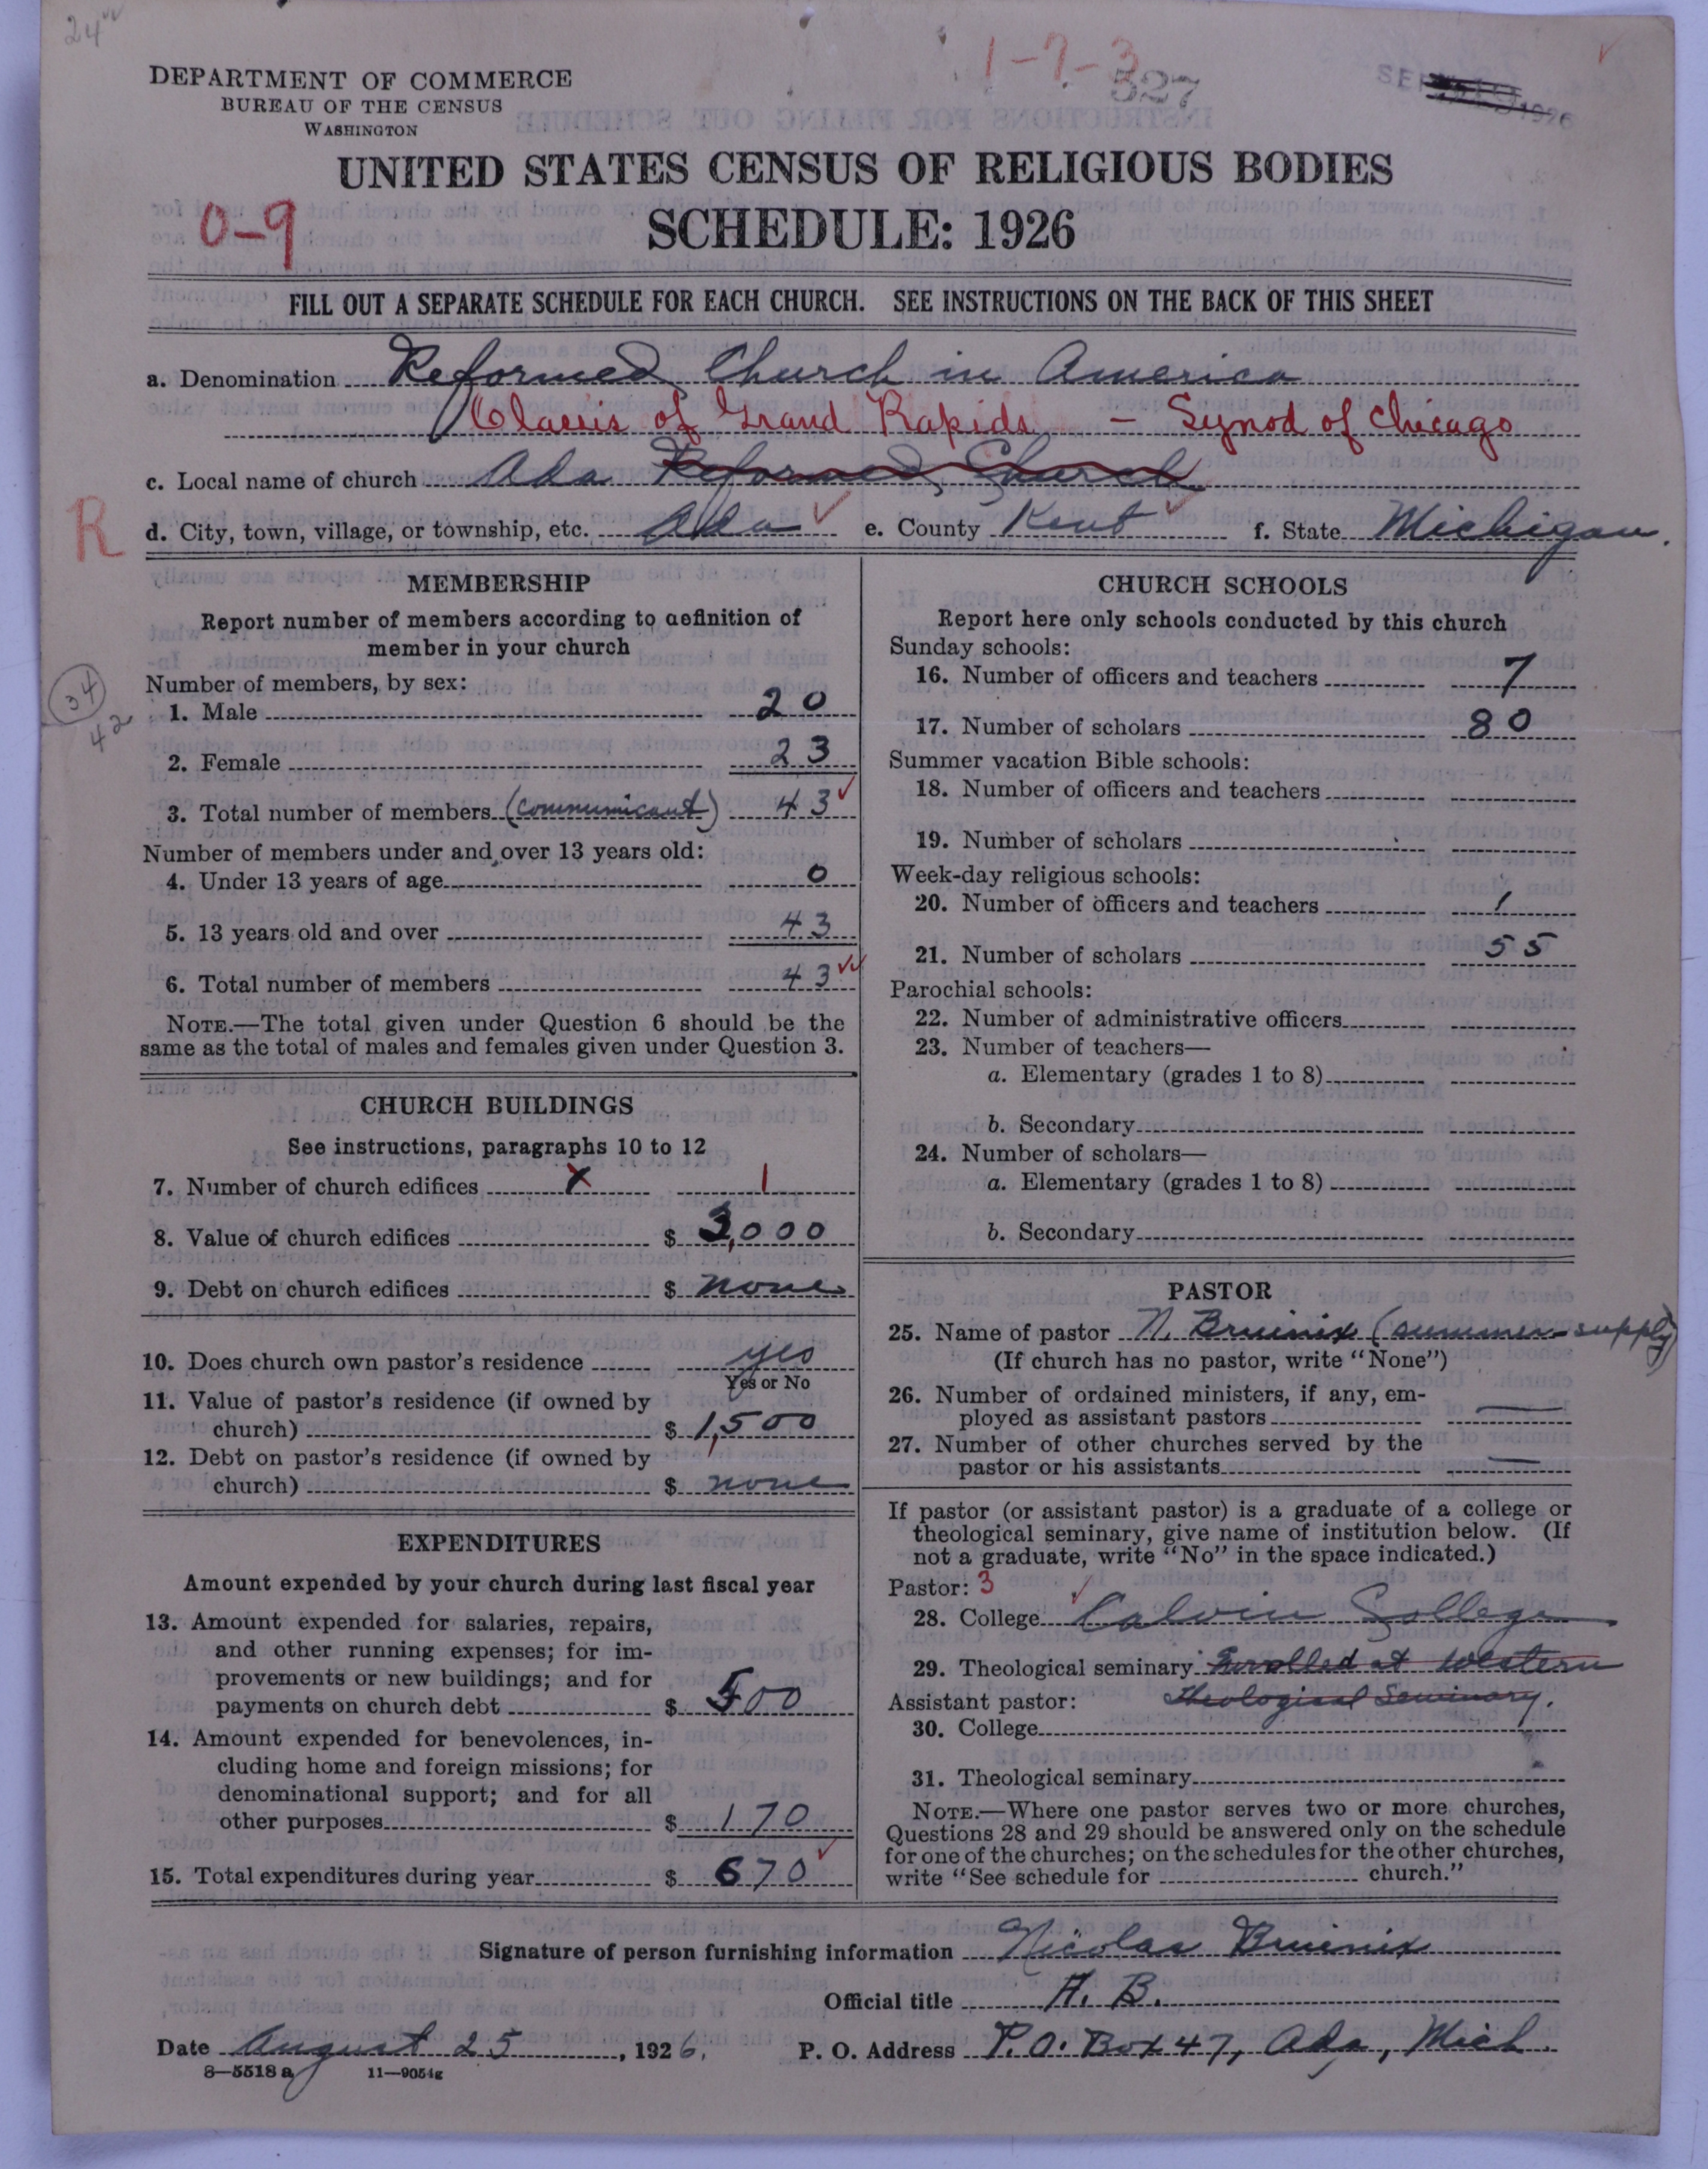 24
1-7-3
527
DEPARTMENT OF COMMERCE
BUREAU OF THE CENSUS
WASHINGTON
UNITED STATES CENSUS OF RELIGIOUS BODIES
SCHEDULE: 1926
0-9
FILL OUT A SEPARATE SCHEDULE FOR EACH CHURCH. SEE INSTRUCTIONS ON THE BACK OF THIS SHEET
a. Denomination Reformed Church in America
Classis of Grand Rapids - Synod of Chicago
c. Local name of church Ada Reformed Church
R
d. City, town, village, or township, etc. Ada e. County Kent f. State Michigan.
MEMBERSHIP
Report number of members according to definition of
member in your church
Number of members, by sex:
34
42
1. Male 20
2. Female 23
3. Total number of members (communicant) 43
Number of members under and over 13 years old:
4. Under 13 years of age 0
5. 13 years old and over 43
6. Total number of members 43
NOTE.—The total given under Question 6 should be the
same as the total of males and females given under Question 3.
CHURCH BUILDINGS
See instructions, paragraphs 10 to 12
7. Number of church edifices x 1
8. Value of church edifices $ 3,000
9. Debt on church edifices $ none
10. Does church own pastor's residence yes
Yes or No
11. Value of pastor's residence (if owned by
church) $ 1,500
12. Debt on pastor's residence (if owned by
church) $ none
EXPENDITURES
Amount expended by your church during last fiscal year
13. Amount expended for salaries, repairs,
and other running expenses; for im-
provements or new buildings; and for
payments on church debt $ 500
14. Amount expended for benevolences, in-
cluding home and foreign missions; for
denominational support; and for all
other purposes $ 170
15. Total expenditures during year $ 670
CHURCH SCHOOLS
Report here only schools conducted by this church
Sunday schools:
16. Number of officers and teachers 7
17. Number of scholars 80
Summer vacation Bible schools:
18. Number of officers and teachers
19. Number of scholars
Week-day religious schools:
20. Number of officers and teachers 1
21. Number of scholars 55
Parochial schools:
22. Number of administrative officers
23. Number of teachers—
a. Elementary (grades 1 to 8)
b. Secondary
24. Number of scholars—
a. Elementary (grades 1 to 8)
b. Secondary
PASTOR
25. Name of pastor N. Bruinix (summer-supply)
(If church has no pastor, write "None")
26. Number of ordained ministers, if any, em-
ployed as assistant pastors —
27. Number of other churches served by the
pastor or his assistants —
If pastor (or assistant pastor) is a graduate of a college or
theological seminary, give name of institution below. (If
not a graduate, write "No" in the space indicated.)
Pastor: 3
28. College Calvin College
29. Theological seminary Enrolled at Western
Assistant pastor: Theological Seminary.
30. College
31. Theological seminary
NOTE.—Where one pastor serves two or more churches,
Questions 28 and 29 should be answered only on the schedule
for one of the churches; on the schedules for the other churches,
write "See schedule for church."
Signature of person furnishing information Nicolas Bruinix
Official title A. B.
Date August 25, 1926. P. O. Address P.O. Box 47, Ada, Mich.
8—5518 a 11—9054g